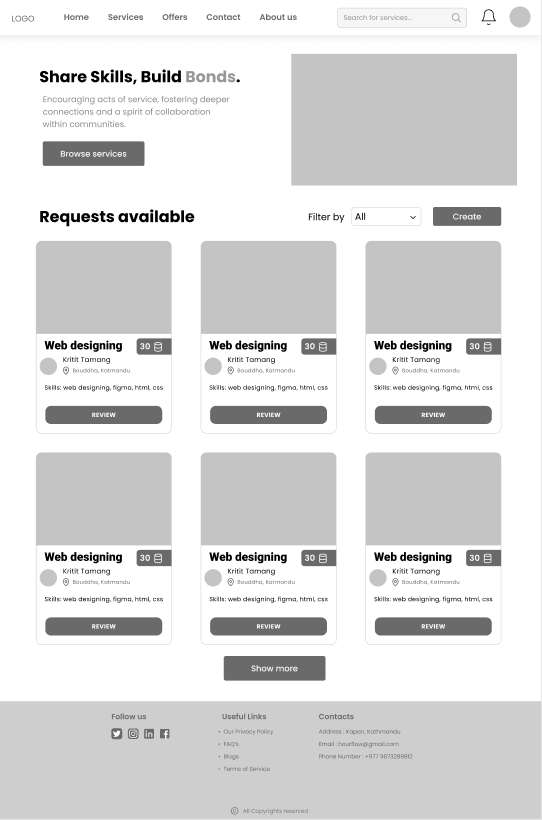 LOGO Home Services Offers Contact About us Search for services...
Share Skills, Build Bonds.
Encouraging acts of service, fostering deeper
connections and a spirit of collaboration
within communities.
Browse services
Requests available Filter by All Create
Web designing 30 Web designing 30 Web designing 30
Kritit Tamang Kritit Tamang Kritit Tamang
Bouddha, Katmandu Bouddha, Katmandu Bouddha, Katmandu
Skills: web designing, figma, html, css Skills: web designing, figma, html, css Skills: web designing, figma, html, css
REVIEW REVIEW REVIEW
Web designing 30 Web designing 30 Web designing 30
Kritit Tamang Kritit Tamang Kritit Tamang
Bouddha, Katmandu Bouddha, Katmandu Bouddha, Katmandu
Skills: web designing, figma, html, css Skills: web designing, figma, html, css Skills: web designing, figma, html, css
REVIEW REVIEW REVIEW
Show more
Follow us Useful Links Contacts
• Our Privacy Policy Address : Kapan, Kathmandu
• FAQ's Email : hourflow@gmail.com
• Blogs Phone Number : +977 9873289812
• Terms of Service
© All Copyrights reserved